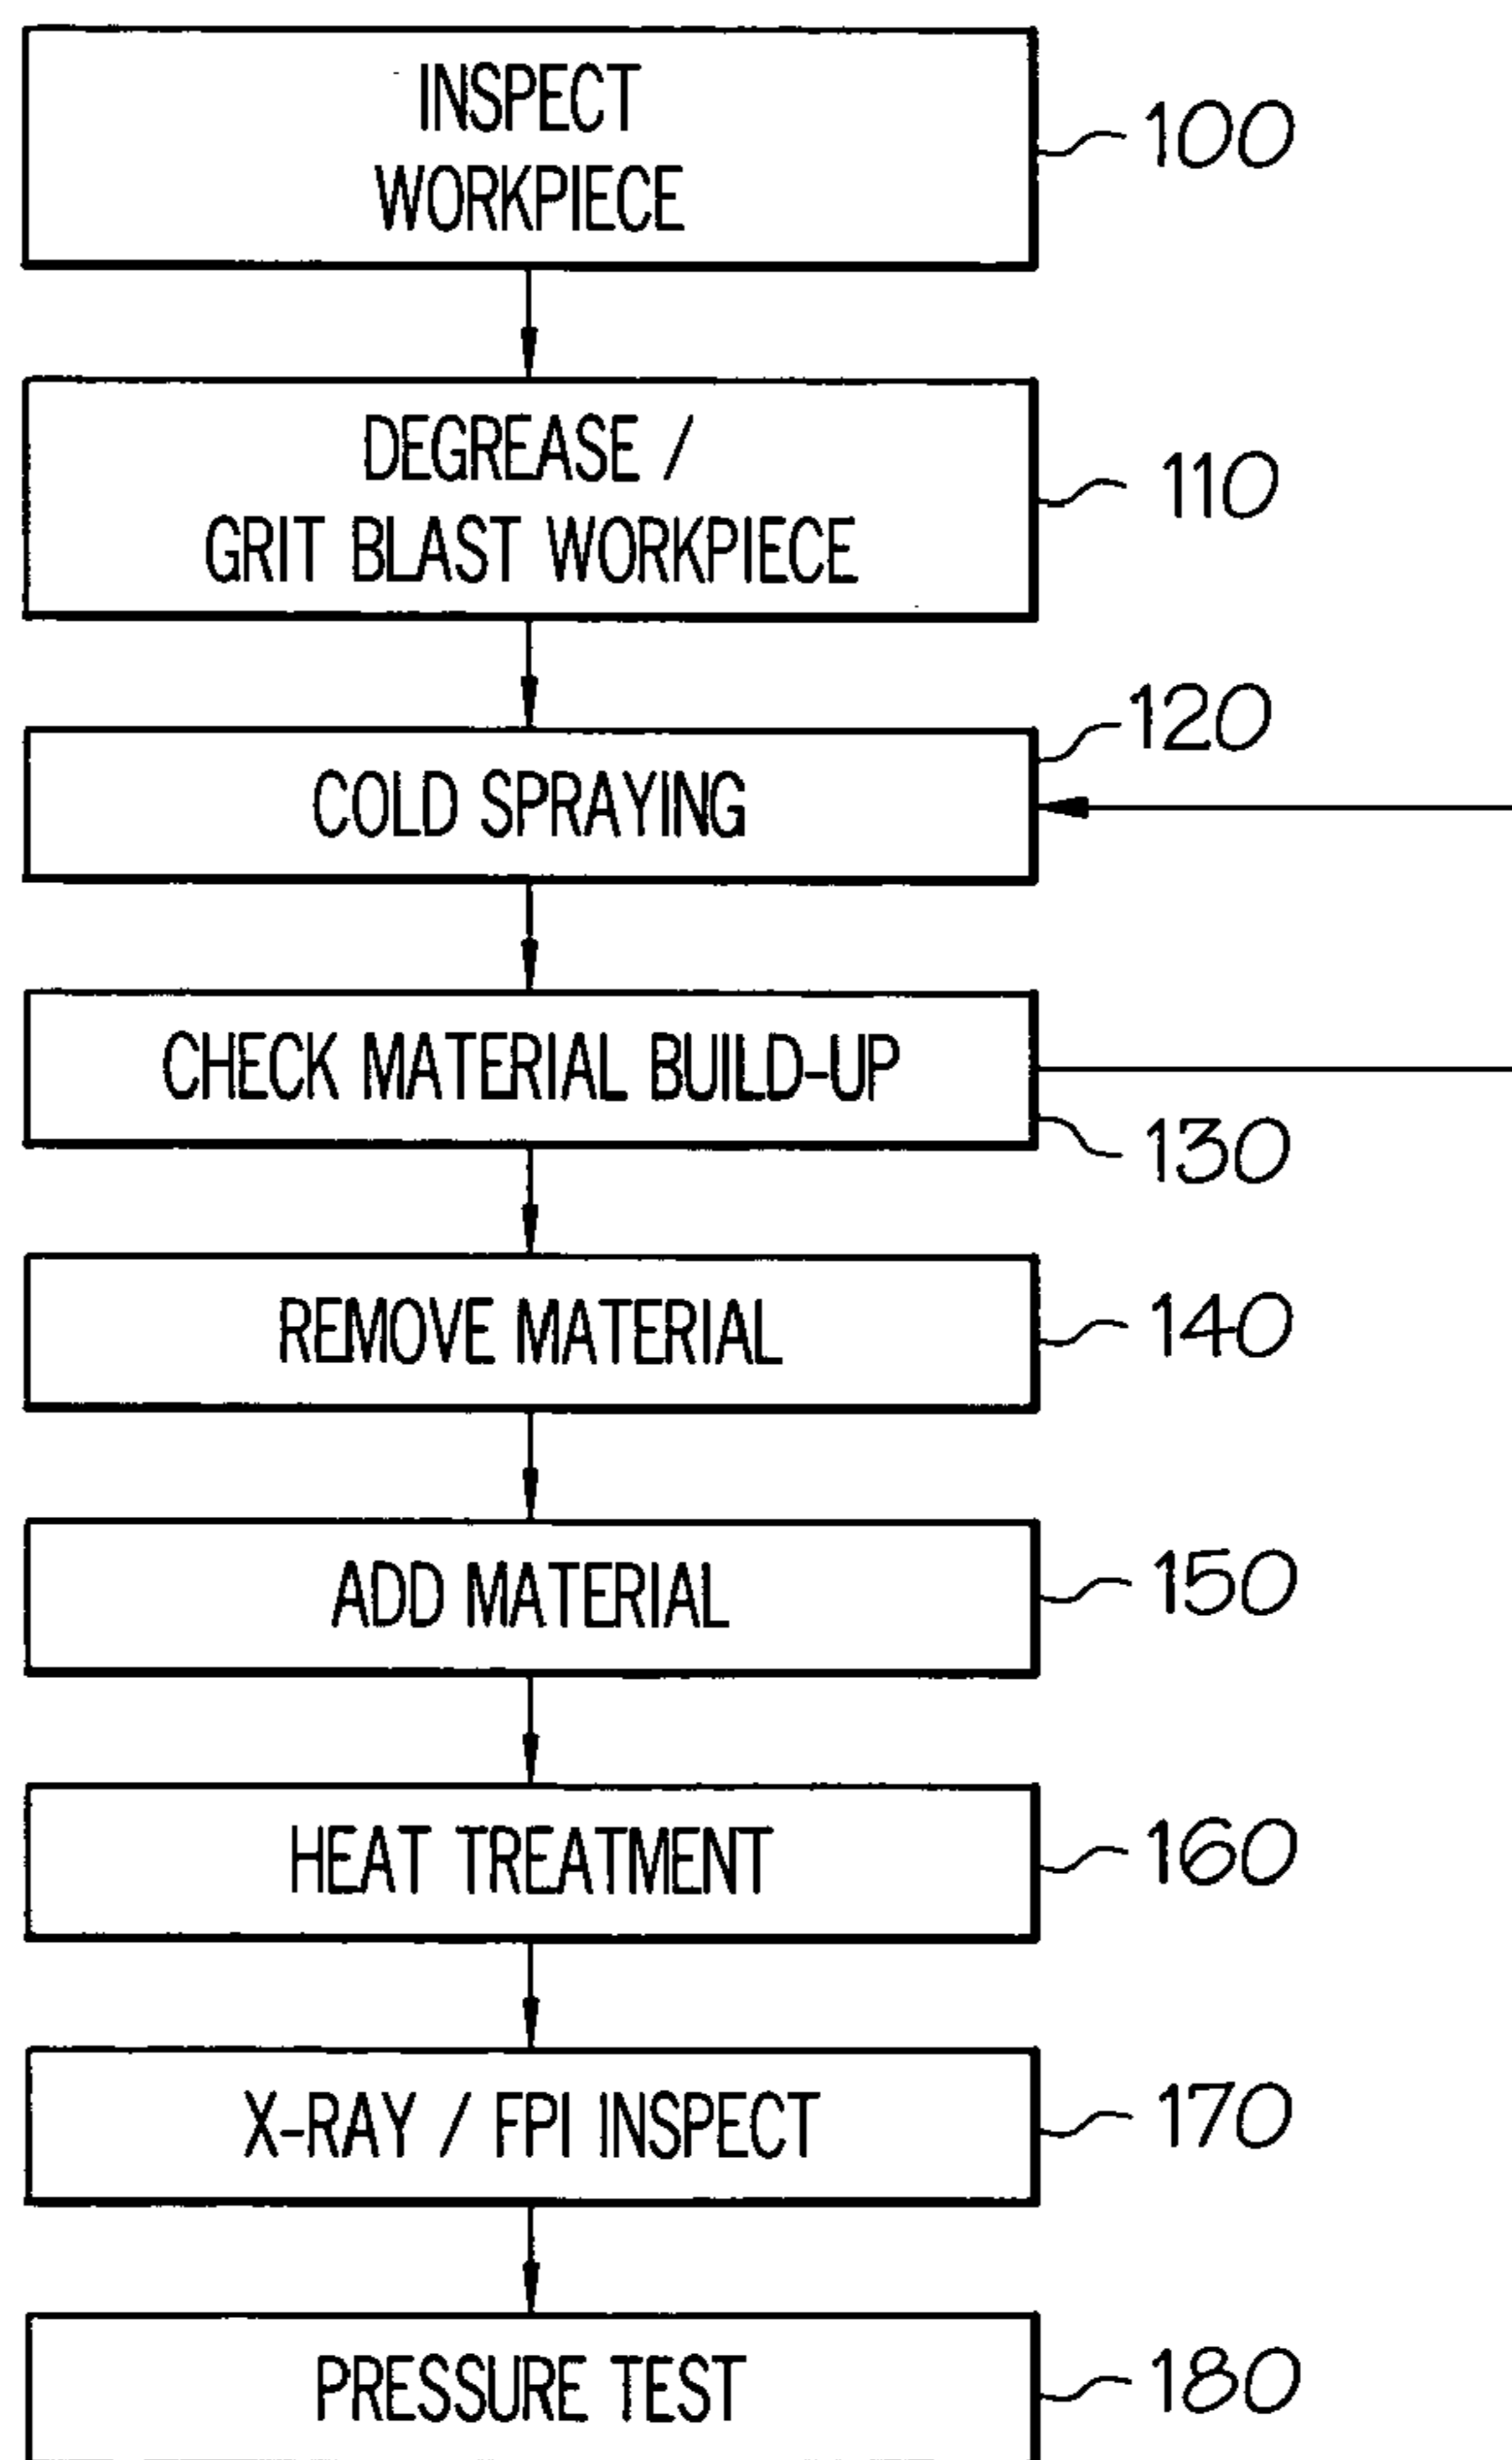 INSPECT
WORKPIECE
100
DEGREASE /
GRIT BLAST WORKPIECE
110
120
COLD SPRAYING
CHECK MATERIAL BUILD-UP
130
REMOVE MATERIAL
140
ADD MATERIAL
150
HEAT TREATMENT
160
X-RAY / FPI INSPECT
170
PRESSURE TEST
180